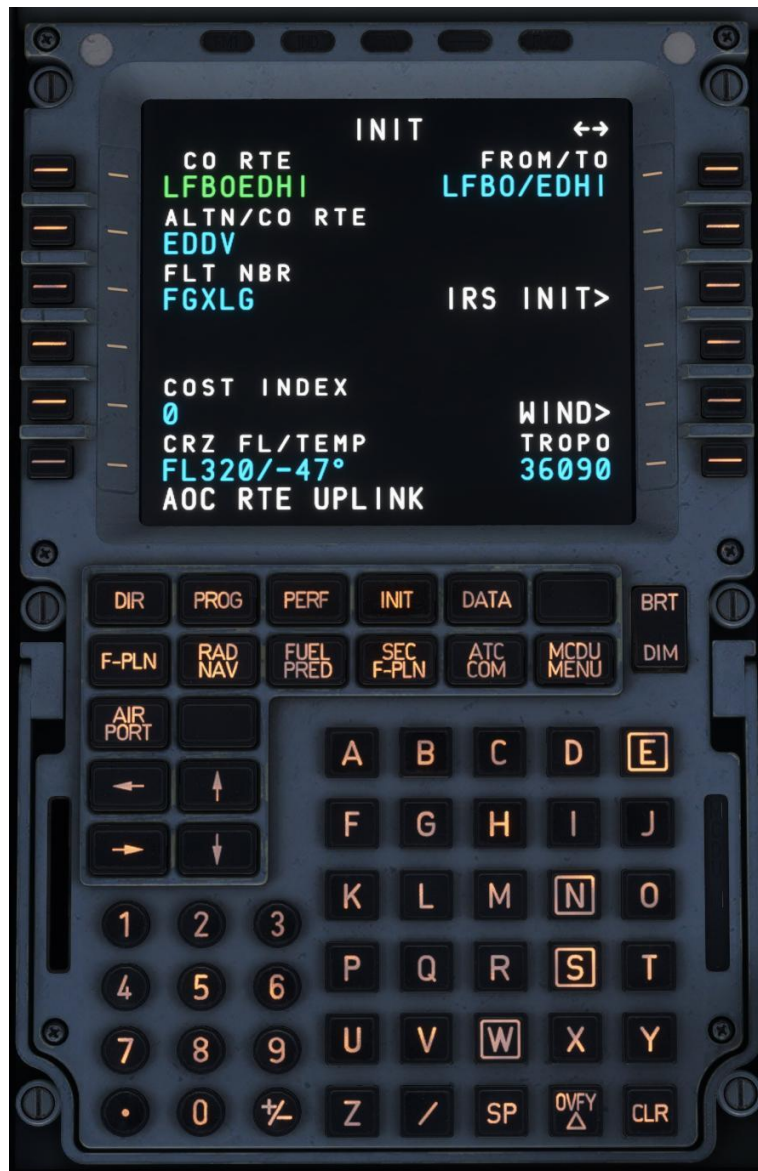 INIT ←→
CO RTE FROM/TO
LFBOEDHI LFBO/EDHI
ALTN/CO RTE
EDDV
FLT NBR
FGXLG IRS INIT>
COST INDEX
0 WIND>
CRZ FL/TEMP TROPO
FL320/-47° 36090
AOC RTE UPLINK
DIR PROG PERF INIT DATA BRT
F-PLN RAD NAV FUEL PRED SEC F-PLN ATC COM MCDU MENU DIM
AIR PORT
A B C D E
← ↑
F G H I J
→ ↓
K L M N O
1 2 3
P Q R S T
4 5 6
U V W X Y
7 8 9
Z / SP OVFY △ CLR
. 0 +/-